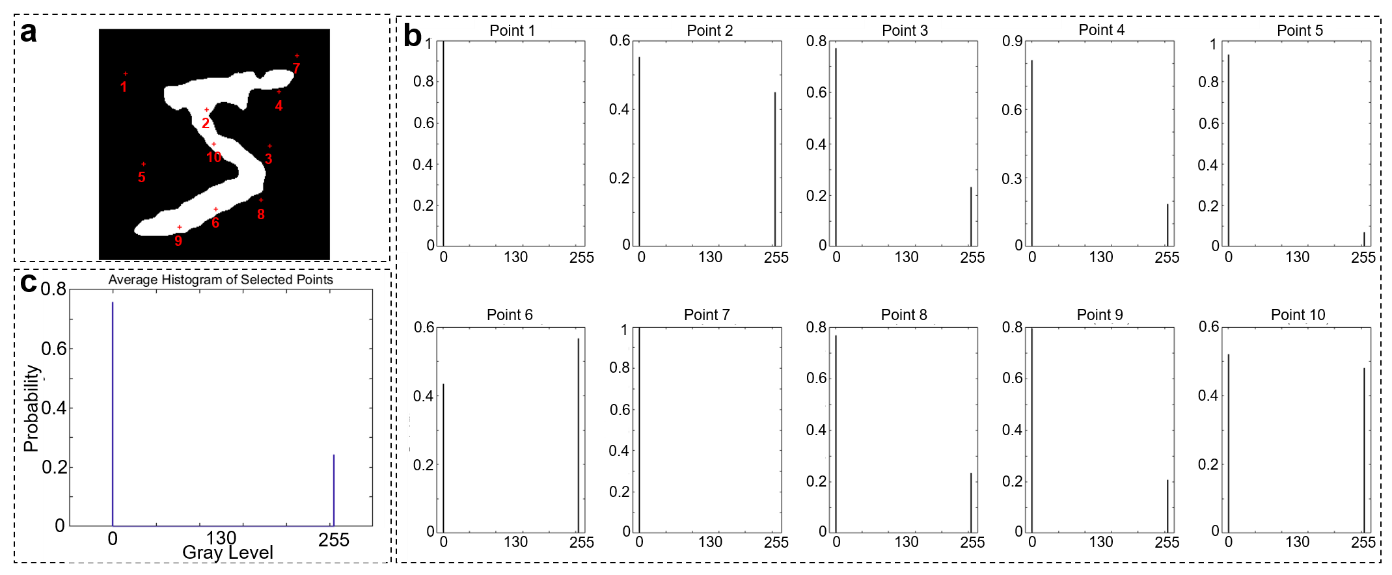 a
1
7
4
2
10
3
5
6
8
9
b
Point 1
1
0.8
0.6
0.4
0.2
0
0 130 255
Point 2
0.6
0.4
0.2
0
0 130 255
Point 3
0.8
0.6
0.4
0.2
0
0 130 255
Point 4
0.9
0.6
0.3
0
0 130 255
Point 5
1
0.8
0.6
0.4
0.2
0
0 130 255
Point 6
0.6
0.4
0.2
0
0 130 255
Point 7
1
0.8
0.6
0.4
0.2
0
0 130 255
Point 8
0.8
0.6
0.4
0.2
0
0 130 255
Point 9
0.8
0.6
0.4
0.2
0
0 130 255
Point 10
0.6
0.4
0.2
0
0 130 255
c
Average Histogram of Selected Points
Probability
0.8
0.6
0.4
0.2
0
0 130 255
Gray Level